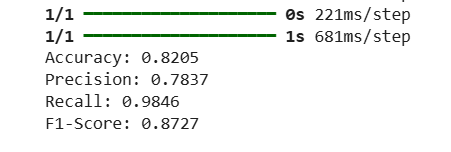 1/1 ━━━━━━━━━━━━━━━━━━━━ 0s 221ms/step
1/1 ━━━━━━━━━━━━━━━━━━━━ 1s 681ms/step
Accuracy: 0.8205
Precision: 0.7837
Recall: 0.9846
F1-Score: 0.8727